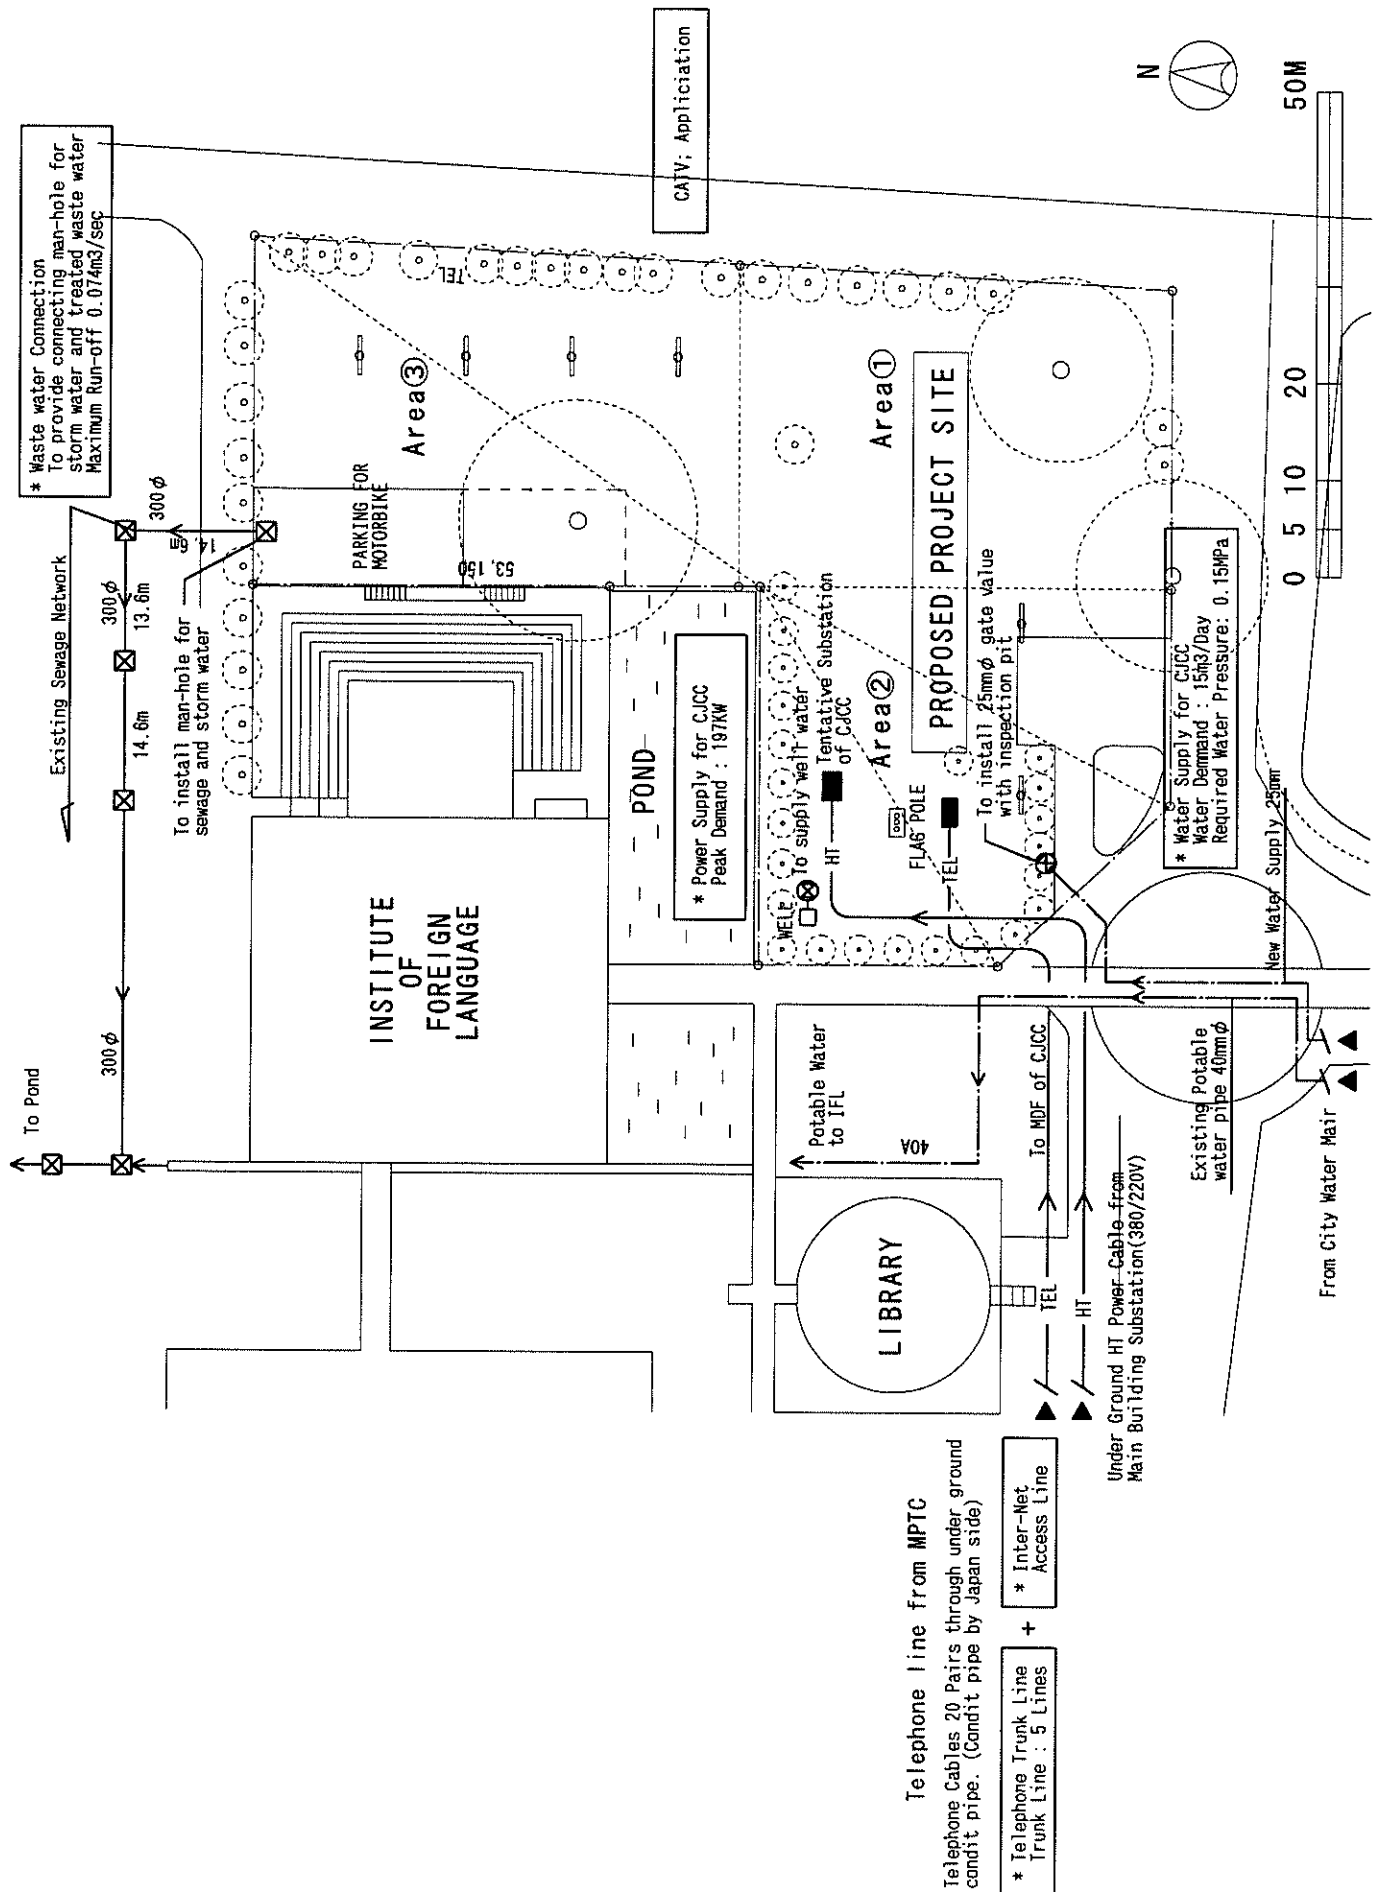 * Waste water Connection
To provide connecting man-hole for
storm water and treated waste water
Maximum Run-off 0.074m3/sec
CATV; Appliciation
N
To Pond
Existing Sewage Network
300φ
300φ
300φ
14.6m
13.6m
14.6m
To install man-hole for
sewage and storm water
PARKING FOR
MOTORBIKE
53,150
TEL
Area③
INSTITUTE
OF
FOREIGN
LANGUAGE
POND
* Power Supply for CJCC
Peak Demand : 197KW
WELL
To supply well water
Tentative Substation
of CJCC
HT
Area②
Area①
FLAG POLE
TEL
PROPOSED PROJECT SITE
To install 25mmφ gate value
with inspection pit
* Water Supply for CJCC
Water Demmand : 15m3/Day
Required Water Pressure: 0.15MPa
New Water Supply 25mm
0 5 10 20 50M
Potable Water
to IFL
40A
LIBRARY
To MDF of CJCC
TEL
HT
Under Ground HT Power Cable from
Main Building Substation(380/220V)
Existing Potable
water pipe 40mmφ
From City Water Mair
Telephone line from MPTC
Telephone Cables 20 Pairs through under ground
condit pipe. (Condit pipe by Japan side)
* Telephone Trunk Line
Trunk Line : 5 Lines
+
* Inter-Net
Access Line